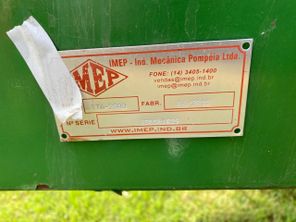 IMEP
IMEP - Ind. Mecânica Pompéia Ltda.
FONE: (14) 3405-1400
vendas@imep.ind.br
imep@imep.ind.br
FABR.
Nº SERIE
WWW.IMEP.IND.BR